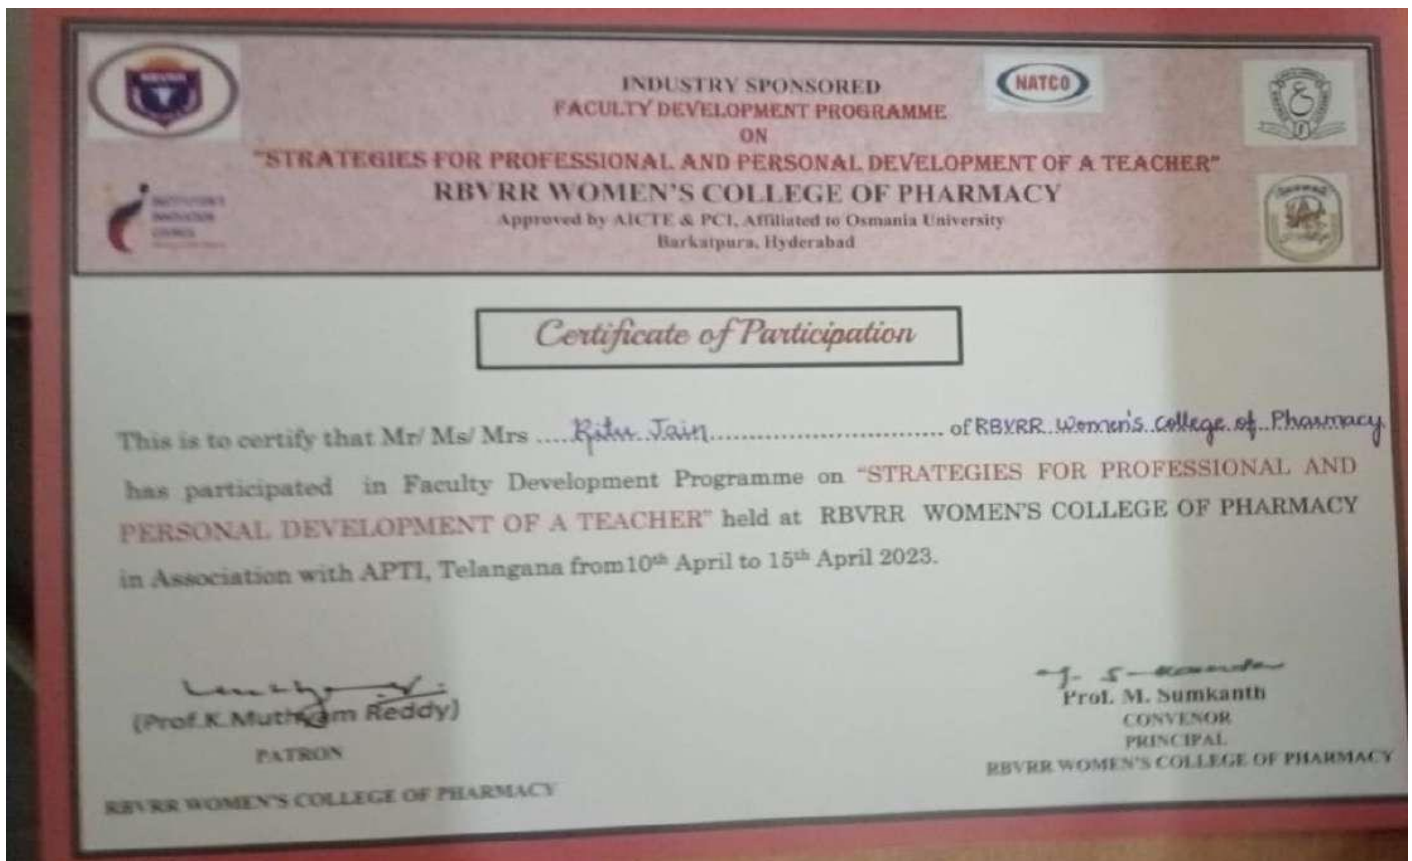 RBVRR
INDUSTRY SPONSORED
NATCO
FACULTY DEVELOPMENT PROGRAMME
ON
"STRATEGIES FOR PROFESSIONAL AND PERSONAL DEVELOPMENT OF A TEACHER"
RBVRR WOMEN'S COLLEGE OF PHARMACY
INSTITUTION'S
INNOVATION
COUNCIL
Approved by AICTE & PCI, Affiliated to Osmania University
Barkatpura, Hyderabad
Certificate of Participation
This is to certify that Mr/ Ms/ Mrs ..... Ritu Jain .............................. of RBVRR Women's College of Pharmacy
has participated in Faculty Development Programme on "STRATEGIES FOR PROFESSIONAL AND
PERSONAL DEVELOPMENT OF A TEACHER" held at RBVRR WOMEN'S COLLEGE OF PHARMACY
in Association with APTI, Telangana from10th April to 15th April 2023.
(Prof.K.Muthyam Reddy)
PATRON
RBVRR WOMEN'S COLLEGE OF PHARMACY
Prof. M. Sumkanth
CONVENOR
PRINCIPAL
RBVRR WOMEN'S COLLEGE OF PHARMACY